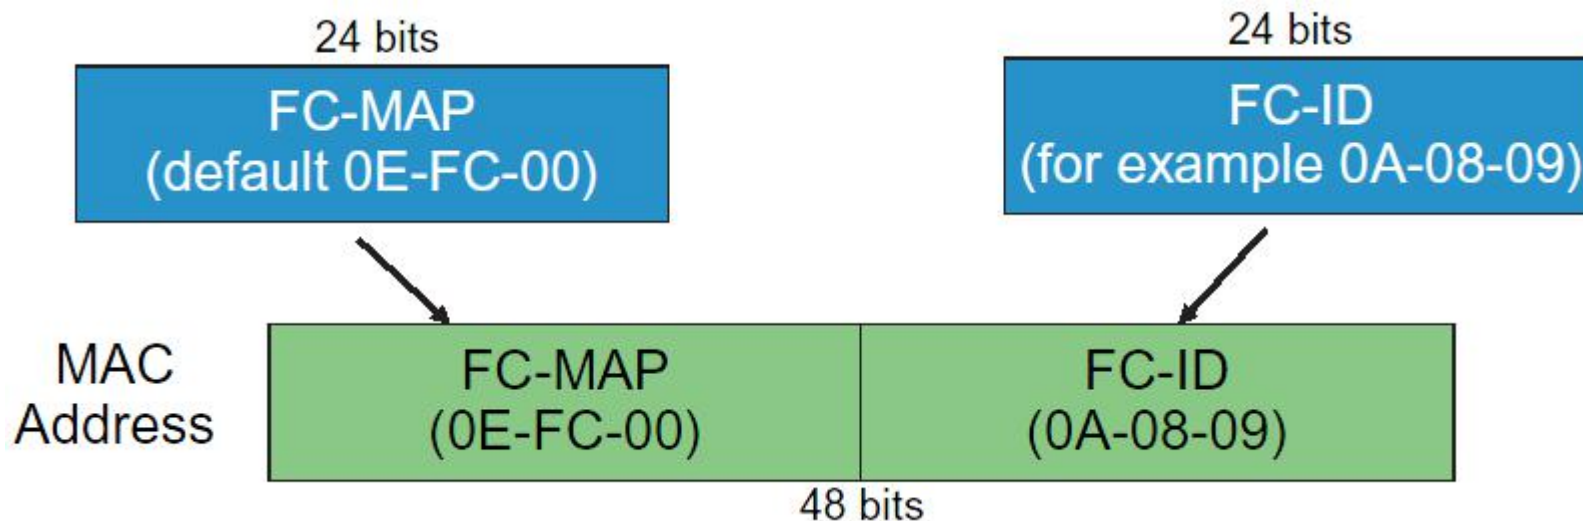 24 bits
FC-MAP
(default 0E-FC-00)
24 bits
FC-ID
(for example 0A-08-09)
MAC
Address
FC-MAP
(0E-FC-00)
FC-ID
(0A-08-09)
48 bits